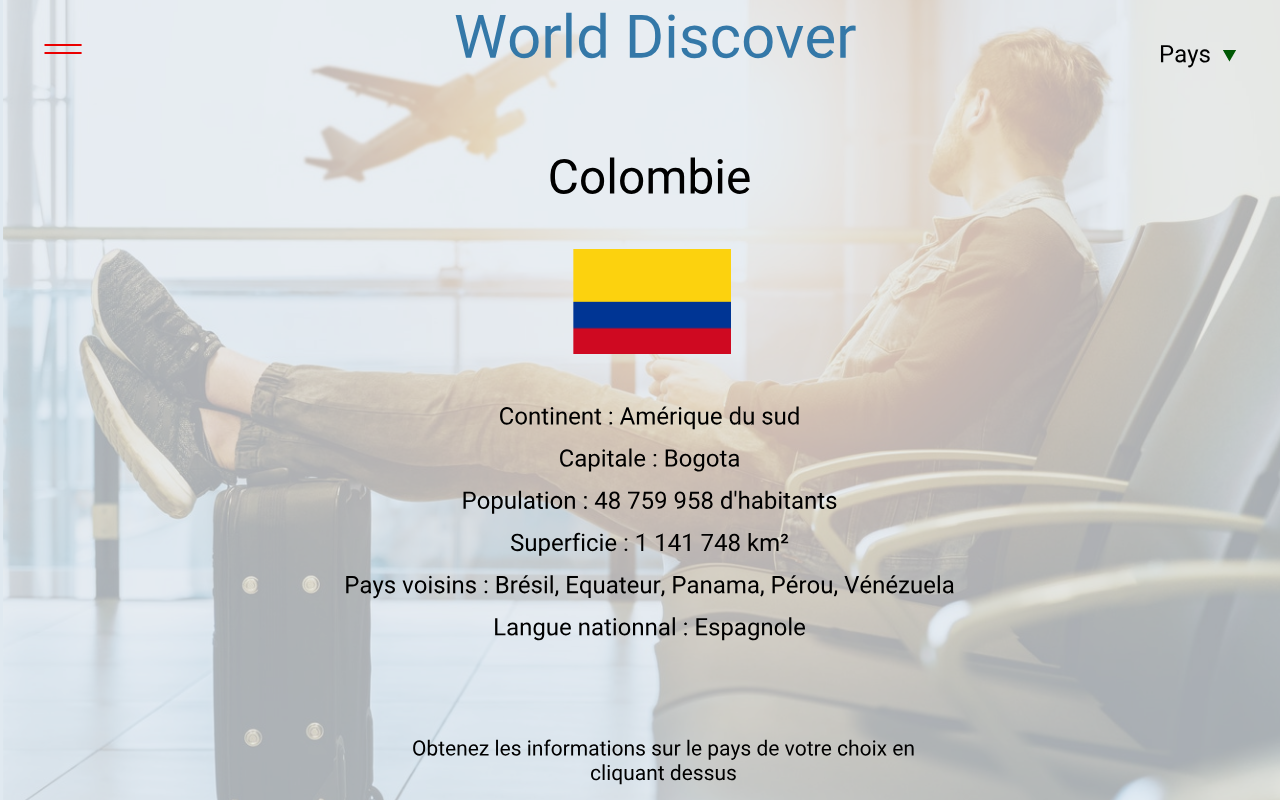 World Discover
Pays
Colombie
Continent : Amérique du sud
Capitale : Bogota
Population : 48 759 958 d'habitants
Superficie : 1 141 748 km²
Pays voisins : Brésil, Equateur, Panama, Pérou, Vénézuela
Langue nationnal : Espagnole
Obtenez les informations sur le pays de votre choix en
cliquant dessus